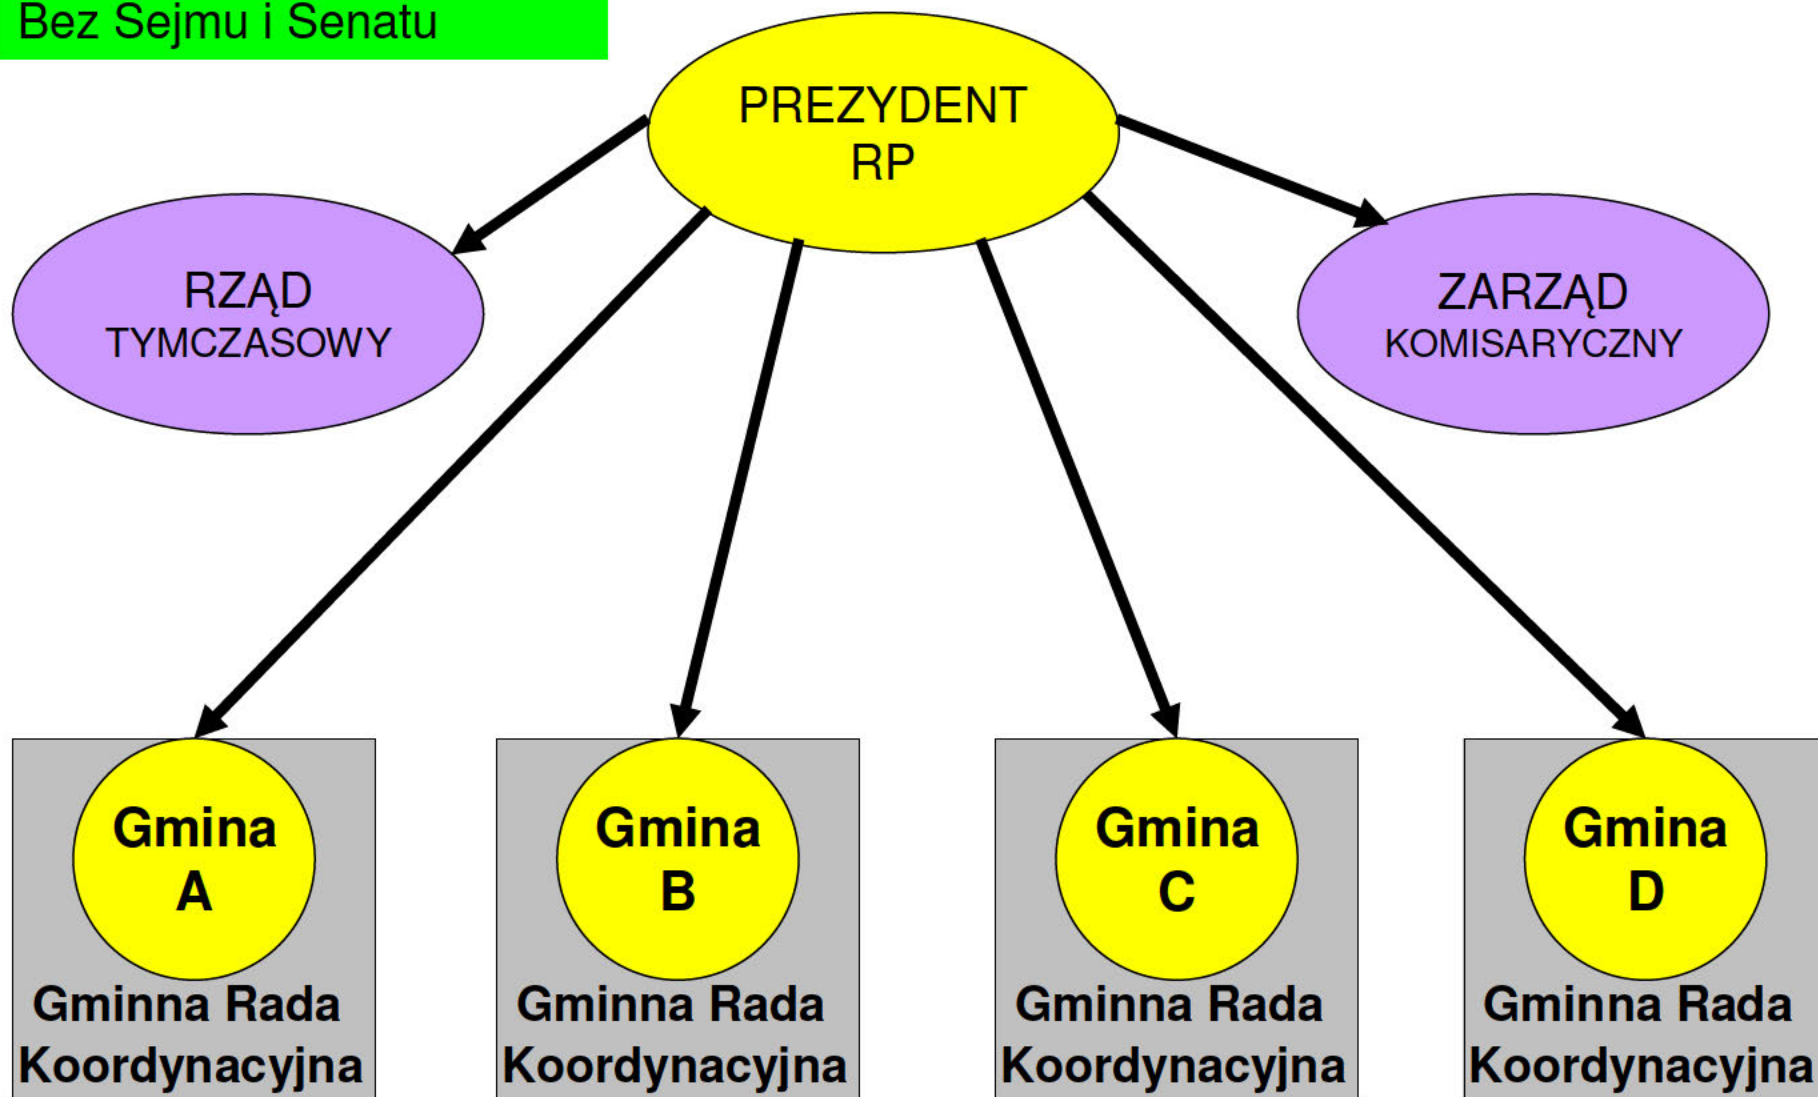 Bez Sejmu i Senatu
PREZYDENT
RP
RZĄD
TYMCZASOWY
ZARZĄD
KOMISARYCZNY
Gmina
A
Gminna Rada
Koordynacyjna
Gmina
B
Gminna Rada
Koordynacyjna
Gmina
C
Gminna Rada
Koordynacyjna
Gmina
D
Gminna Rada
Koordynacyjna